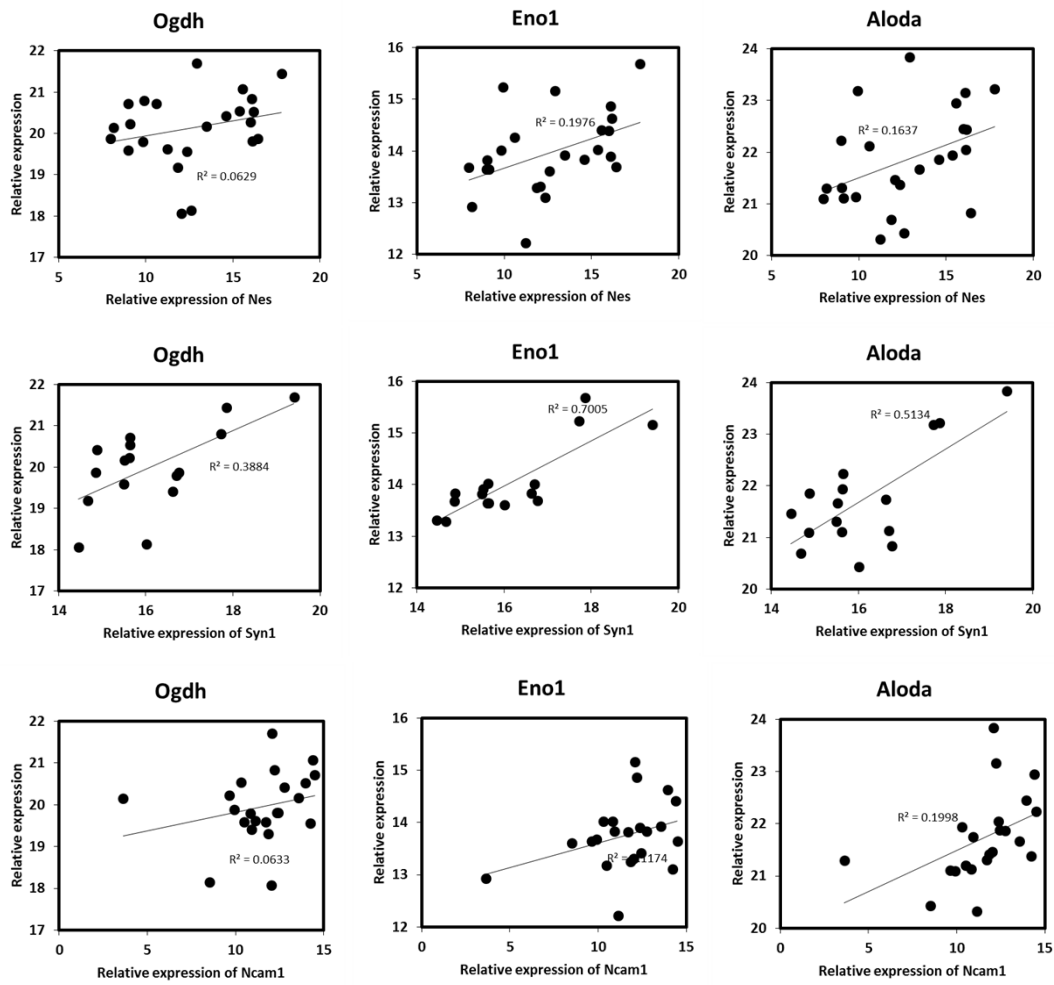 Ogdh
Eno1
Aloda
Relative expression
22
21
20
19
18
17
R² = 0.0629
5
10
15
20
Relative expression of Nes
Relative expression
16
15
14
13
12
R² = 0.1976
5
10
15
20
Relative expression of Nes
Relative expression
24
23
22
21
20
R² = 0.1637
5
10
15
20
Relative expression of Nes
Ogdh
Eno1
Aloda
Relative expression
22
21
20
19
18
17
R² = 0.3884
14
16
18
20
Relative expression of Syn1
Relative expression
16
15
14
13
12
R² = 0.7005
14
16
18
20
Relative expression of Syn1
Relative expression
24
23
22
21
20
R² = 0.5134
14
16
18
20
Relative expression of Syn1
Ogdh
Eno1
Aloda
Relative expression
22
21
20
19
18
17
R² = 0.0633
0
5
10
15
Relative expression of Ncam1
Relative expression
16
15
14
13
12
1174
0
5
10
15
Relative expression of Ncam1
Relative expression
24
23
22
21
20
R² = 0.1998
0
5
10
15
Relative expression of Ncam1